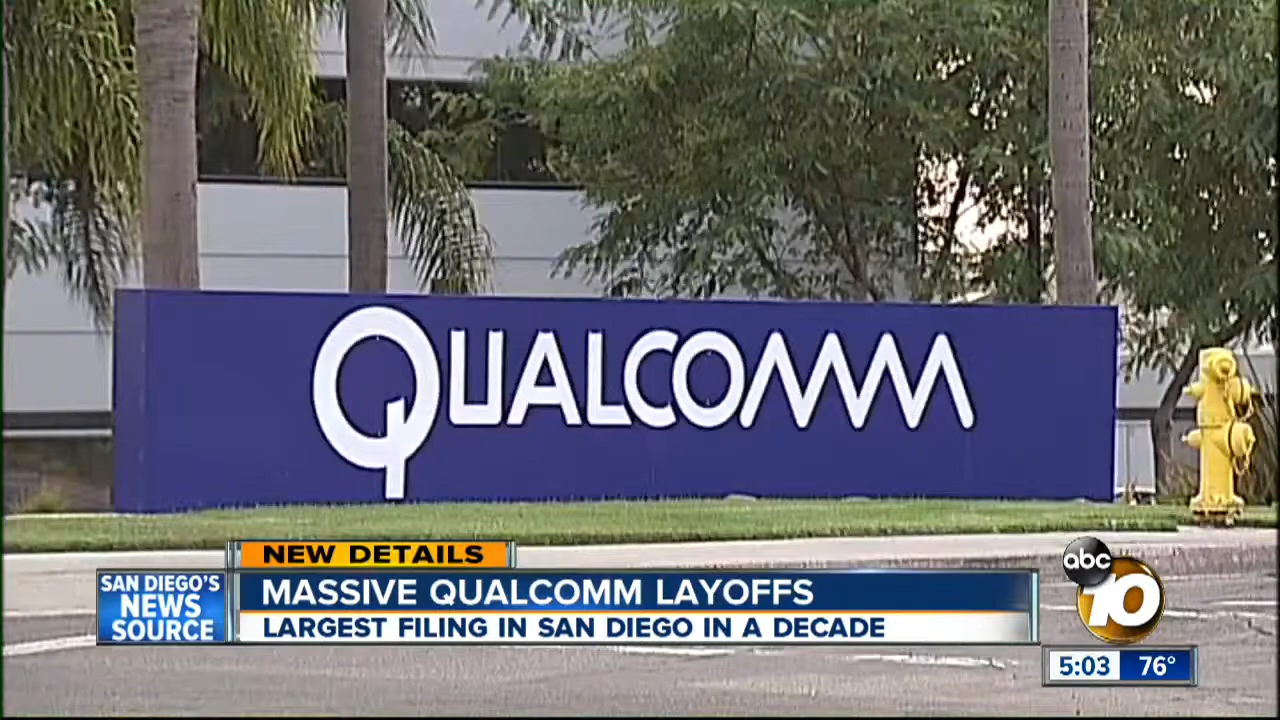 QUALCOMM
NEW DETAILS
SAN DIEGO'S
NEWS
SOURCE
MASSIVE QUALCOMM LAYOFFS
LARGEST FILING IN SAN DIEGO IN A DECADE
abc
10
5:03 76°